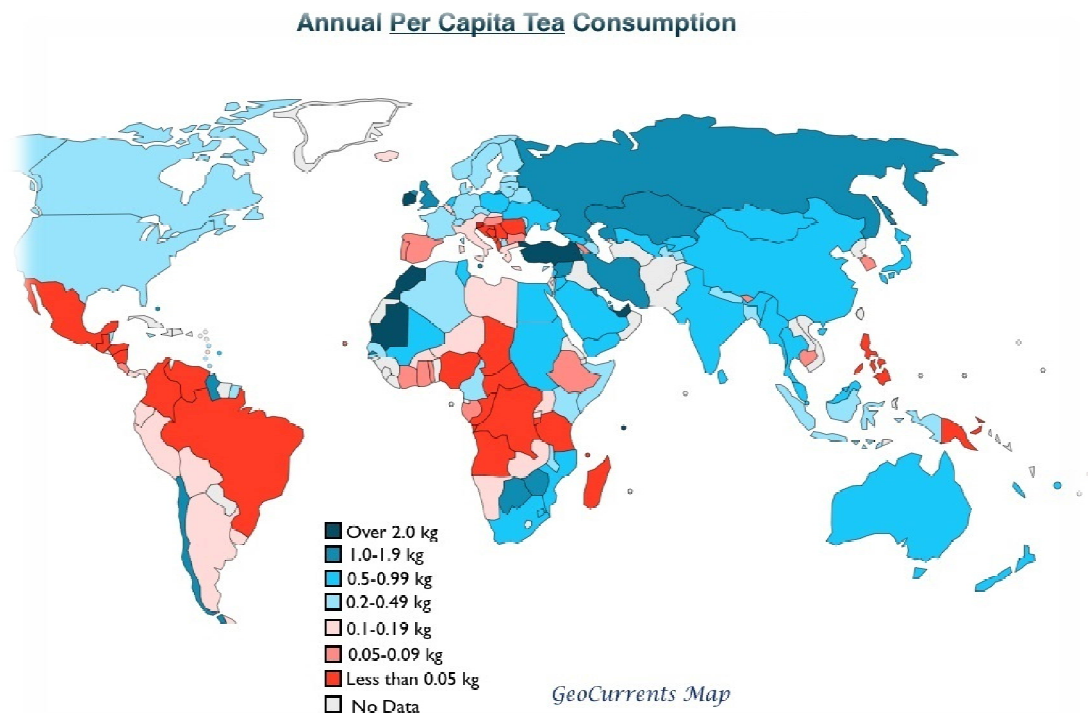 Annual Per Capita Tea Consumption
Over 2.0 kg
1.0-1.9 kg
0.5-0.99 kg
0.2-0.49 kg
0.1-0.19 kg
0.05-0.09 kg
Less than 0.05 kg
No Data
GeoCurrents Map